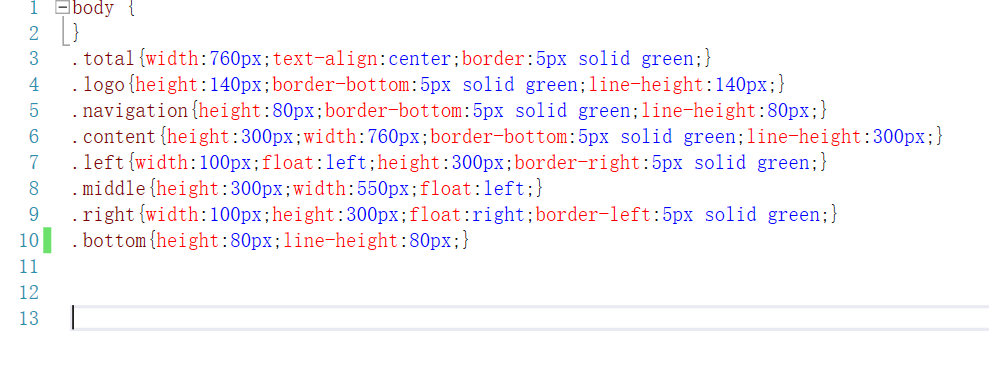 1 body {
2 }
3 .total{width:760px;text-align:center;border:5px solid green;}
4 .logo{height:140px;border-bottom:5px solid green;line-height:140px;}
5 .navigation{height:80px;border-bottom:5px solid green;line-height:80px;}
6 .content{height:300px;width:760px;border-bottom:5px solid green;line-height:300px;}
7 .left{width:100px;float:left;height:300px;border-right:5px solid green;}
8 .middle{height:300px;width:550px;float:left;}
9 .right{width:100px;height:300px;float:right;border-left:5px solid green;}
10 .bottom{height:80px;line-height:80px;}
11
12
13